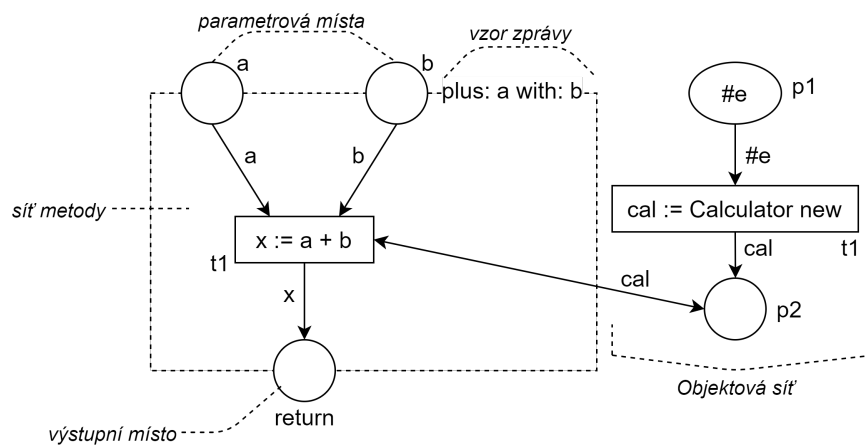 parametrová místa
vzor zprávy
a
b
plus: a with: b
#e
p1
a
b
#e
síť metody
cal := Calculator new
x := a + b
t1
t1
cal
cal
x
p2
Objektová síť
return
výstupní místo